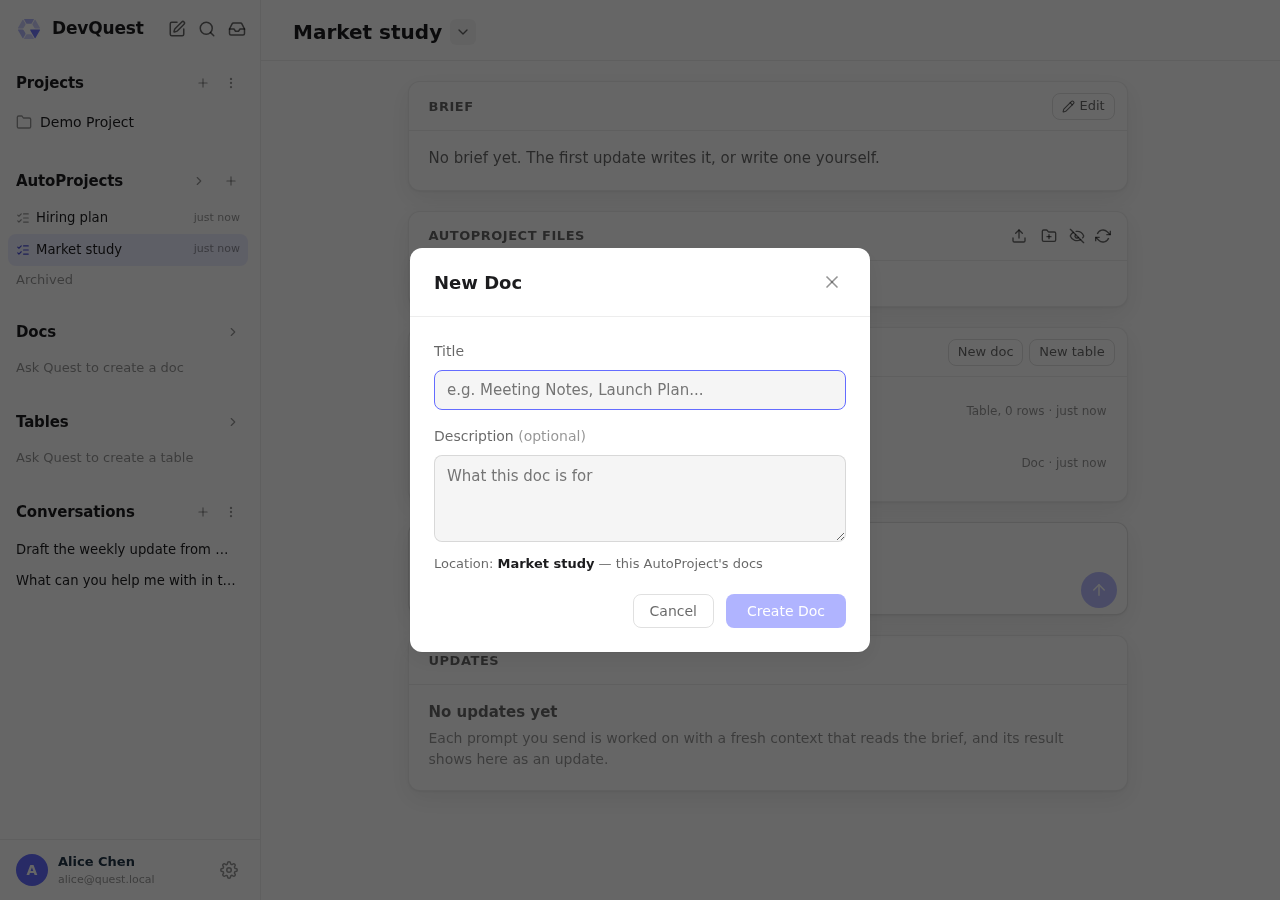 DevQuest
Projects
Demo Project
AutoProjects
Hiring plan just now
Market study just now
Archived
Docs
Ask Quest to create a doc
Tables
Ask Quest to create a table
Conversations
Draft the weekly update from ...
What can you help me with in t...
A
Alice Chen
alice@quest.local
Market study
BRIEF
Edit
No brief yet. The first update writes it, or write one yourself.
AUTOPROJECT FILES
New doc New table
Table, 0 rows · just now
Doc · just now
New Doc
Title
e.g. Meeting Notes, Launch Plan...
Description (optional)
What this doc is for
Location: Market study — this AutoProject's docs
Cancel Create Doc
UPDATES
No updates yet
Each prompt you send is worked on with a fresh context that reads the brief, and its result
shows here as an update.